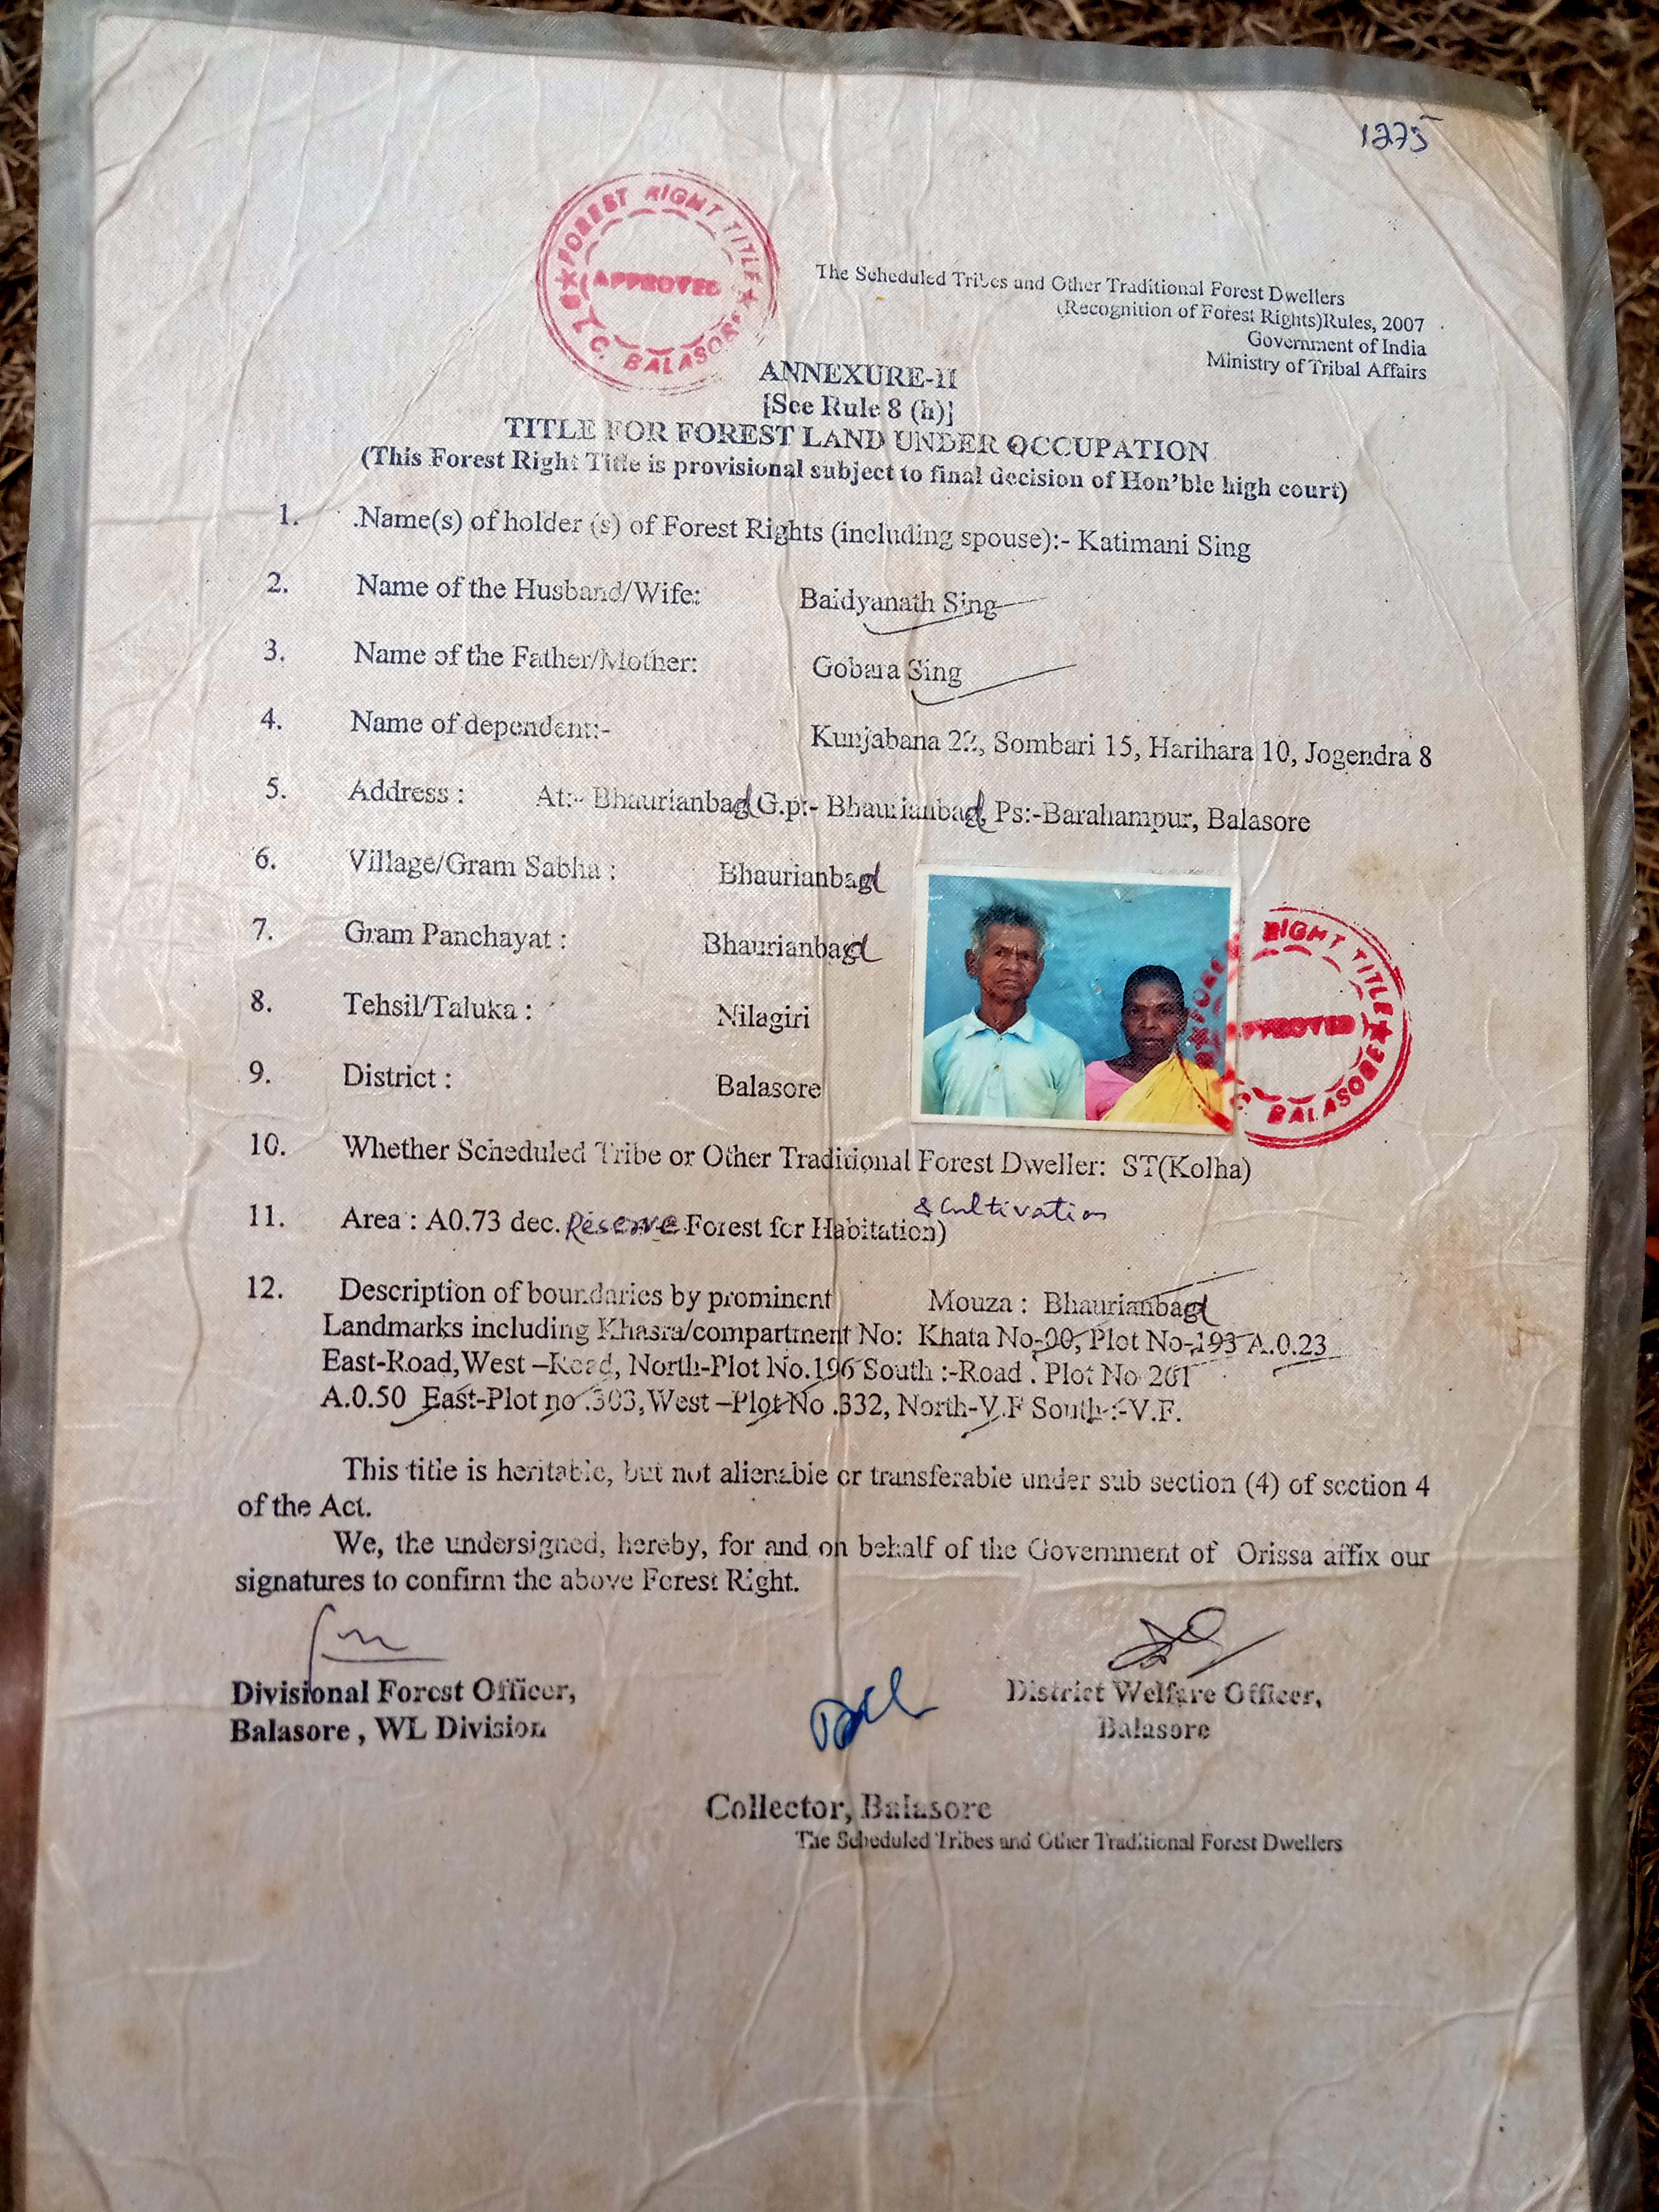 1275
FOREST RIGHT TITLE
APPROVED
BALASORE
The Scheduled Tribes and Other Traditional Forest Dwellers
(Recognition of Forest Rights)Rules, 2007
Government of India
Ministry of Tribal Affairs
ANNEXURE-II
[See Rule 8 (h)]
TITLE FOR FOREST LAND UNDER OCCUPATION
(This Forest Right Title is provisional subject to final decision of Hon'ble high court)
1. .Name(s) of holder (s) of Forest Rights (including spouse):- Katimani Sing
2. Name of the Husband/Wife: Baidyanath Sing
3. Name of the Father/Mother: Gobara Sing
4. Name of dependent:- Kunjabana 22, Sombari 15, Harihara 10, Jogendra 8
5. Address : At:- Bhaurianbad G.p:- Bhaurianbad, Ps:-Barahampur, Balasore
6. Village/Gram Sabha : Bhaurianbad
7. Gram Panchayat : Bhaurianbad
8. Tehsil/Taluka : Nilagiri
9. District : Balasore
RIGHT TITLE
APPROVED
BALASORE
10. Whether Scheduled Tribe or Other Traditional Forest Dweller: ST(Kolha)
& Cultivation
11. Area : A0.73 dec. Reserve Forest for Habitation)
12. Description of boundaries by prominent Mouza : Bhaurianbad
Landmarks including Khasra/compartment No: Khata No-00, Plot No-193 A.0.23
East-Road,West –Road, North-Plot No.196 South :-Road . Plot No 261
A.0.50 East-Plot no .303,West –Plot No .332, North-V.F South :-V.F.
This title is heritable, but not alienable or transferable under sub section (4) of section 4
of the Act.
We, the undersigned, hereby, for and on behalf of the Government of Orissa affix our
signatures to confirm the above Forest Right.
Divisional Forest Officer, District Welfare Officer,
Balasore , WL Division Balasore
Collector, Balasore
The Scheduled Tribes and Other Traditional Forest Dwellers